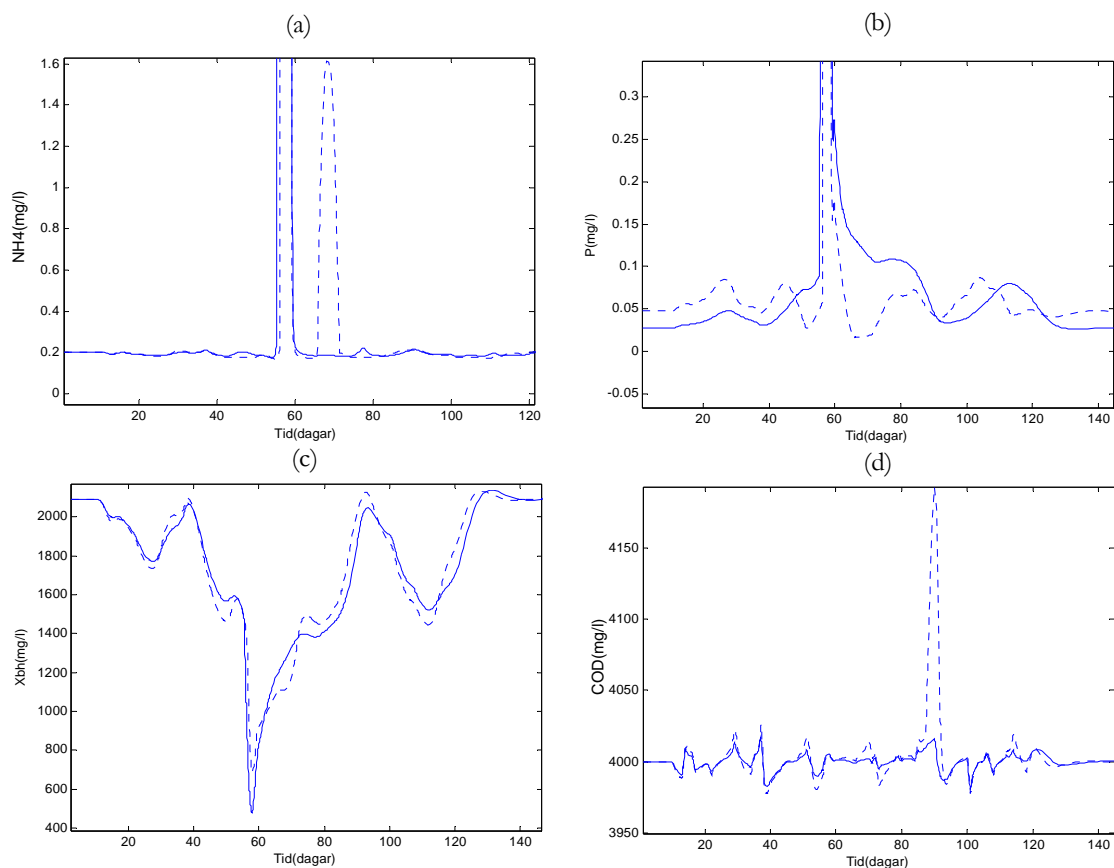 (a)
1.6
1.4
1.2
1
0.8
0.6
0.4
0.2
0
NH4(mg/l)
20 40 60 80 100 120
Tid(dagar)
(b)
0.3
0.25
0.2
0.15
0.1
0.05
0
-0.05
P(mg/l)
20 40 60 80 100 120 140
Tid(dagar)
(c)
2000
1800
1600
1400
1200
1000
800
600
400
Xbh(mg/l)
20 40 60 80 100 120 140
Tid(dagar)
(d)
4150
4100
4050
4000
3950
COD(mg/l)
20 40 60 80 100 120 140
Tid(dagar)